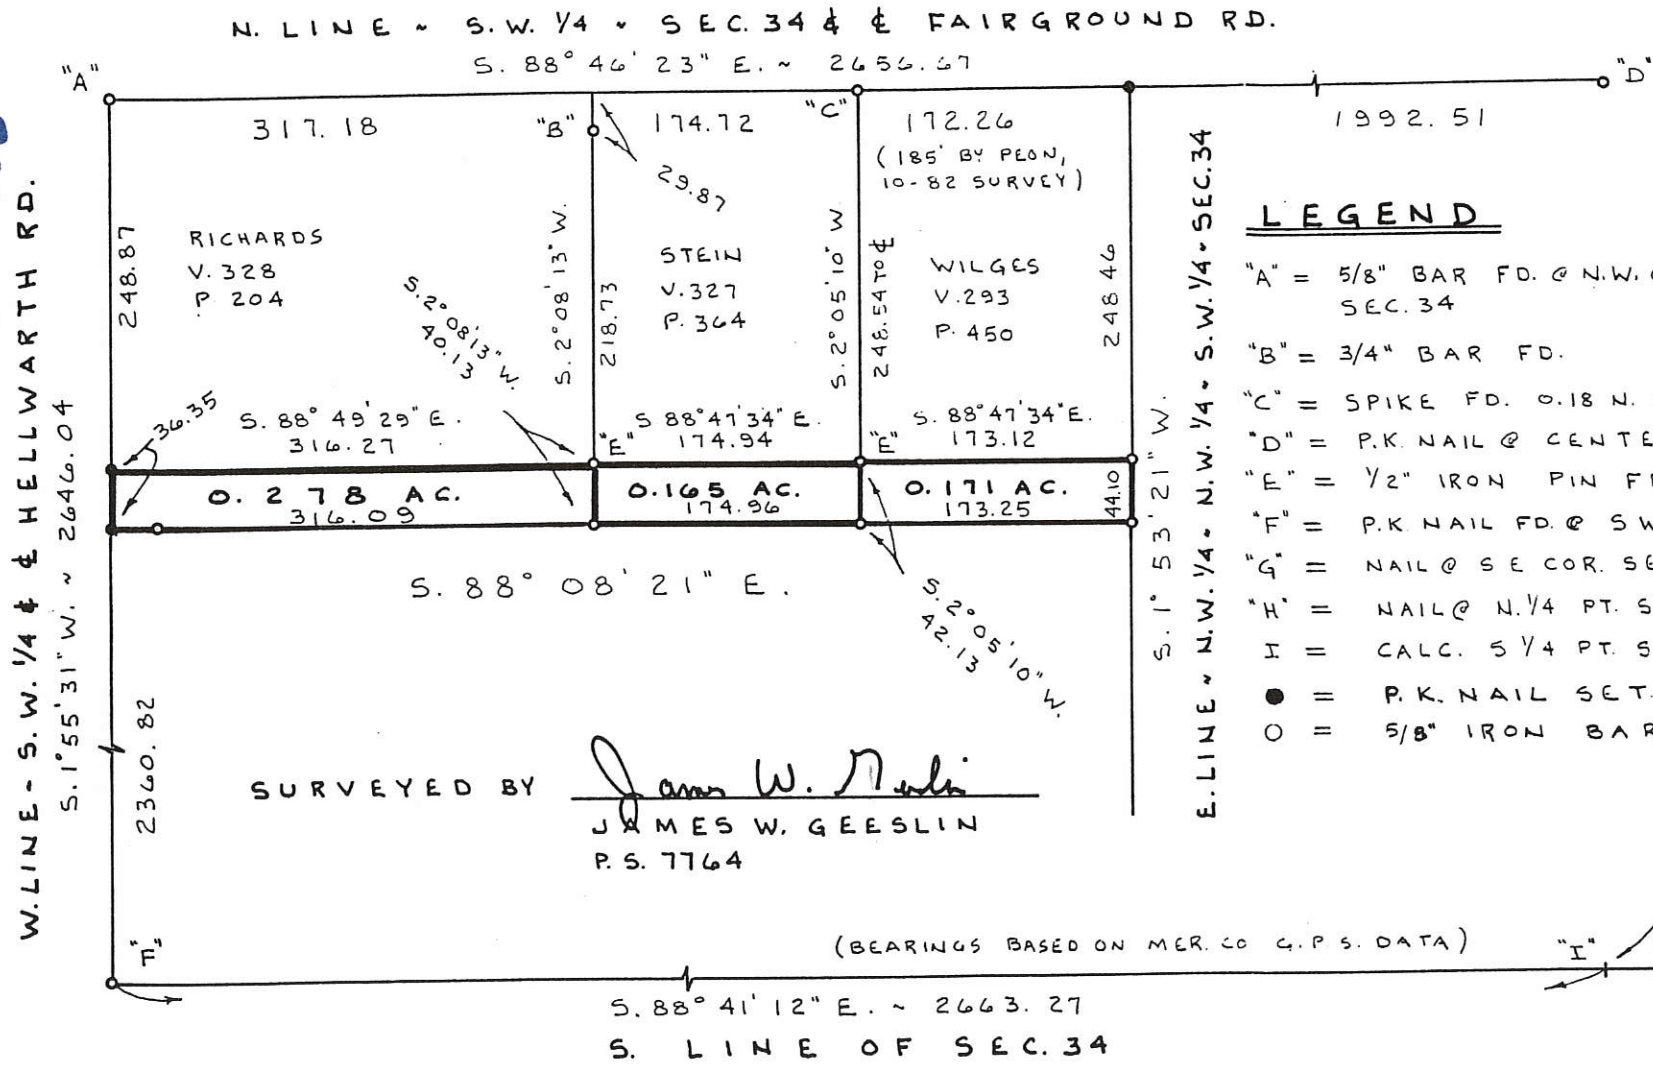 N. LINE ~ S.W. 1/4 ~ SEC. 34 & ℄ FAIRGROUND RD.
S. 88° 46' 23" E. ~ 2656.67
"A"
"D"
317.18
"B"
174.72
"C"
172.26
(185' BY PEON,
10-82 SURVEY)
1992.51
29.87
W. LINE - S.W. 1/4 & ℄ HELLWARTH RD.
S. 1° 55' 31" W. ~ 2646.04
248.87
RICHARDS
V. 328
P. 204
S. 2° 08' 13" W.
40.13
S. 2° 08' 13" W.
218.73
STEIN
V. 327
P. 364
S. 2° 05' 10" W
248.54 TO ℄
WILGES
V. 293
P. 450
248.46
E. LINE ~ N.W. 1/4 - N.W. 1/4 - S.W. 1/4 - SEC. 34
S. 1° 53' 21" W.
LEGEND
"A" = 5/8" BAR FD. @ N.W.
SEC. 34
"B" = 3/4" BAR FD.
"C" = SPIKE FD. 0.18 N.
"D" = P.K. NAIL @ CENTE
"E" = 1/2" IRON PIN F
"F" = P.K. NAIL FD. @ S W
"G" = NAIL @ S E COR. SE
"H" = NAIL @ N. 1/4 PT. S
I = CALC. S 1/4 PT. S
● = P.K. NAIL SET.
O = 5/8" IRON BAR
36.35
S. 88° 49' 29" E.
316.27
"E"
S 88° 47' 34" E.
174.94
"E"
S. 88° 47' 34" E.
173.12
0.278 AC.
316.09
0.165 AC.
174.96
0.171 AC.
173.25
44.10
S. 88° 08' 21" E.
S. 2° 05' 10" W.
42.13
2360.82
SURVEYED BY
JAMES W. GEESLIN
P.S. 7764
"F"
(BEARINGS BASED ON MER. CO G.P.S. DATA)
"I"
S. 88° 41' 12" E. ~ 2663.27
S. LINE OF SEC. 34